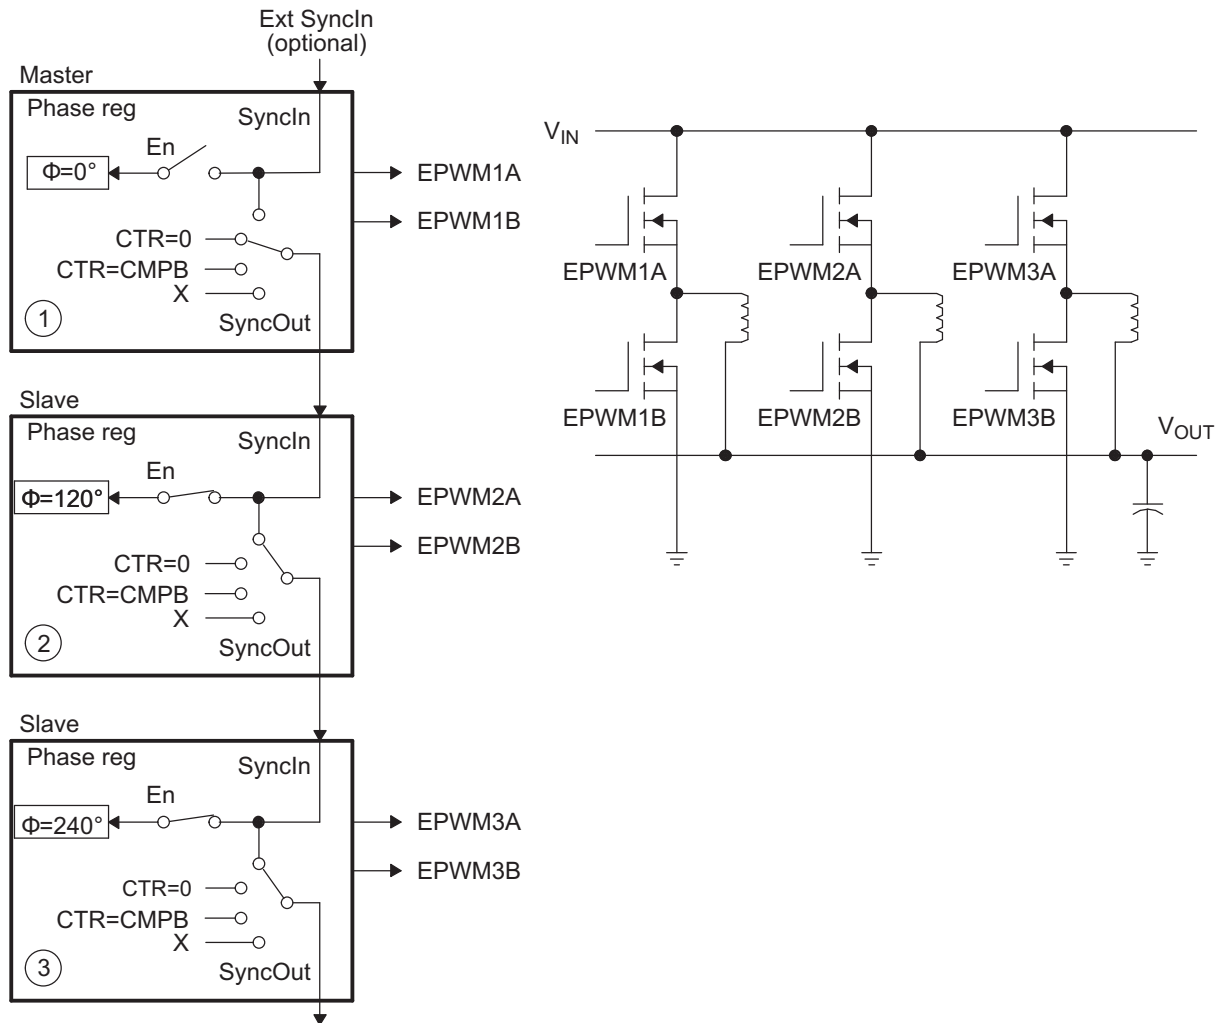 Ext SyncIn
(optional)
Master
Phase reg
SyncIn
En
Φ=0°
EPWM1A
EPWM1B
CTR=0
CTR=CMPB
X
1
SyncOut
Slave
Phase reg
SyncIn
En
Φ=120°
EPWM2A
EPWM2B
CTR=0
CTR=CMPB
X
2
SyncOut
Slave
Phase reg
SyncIn
En
Φ=240°
EPWM3A
EPWM3B
CTR=0
CTR=CMPB
X
3
SyncOut
VIN
EPWM1A
EPWM2A
EPWM3A
EPWM1B
EPWM2B
EPWM3B
VOUT